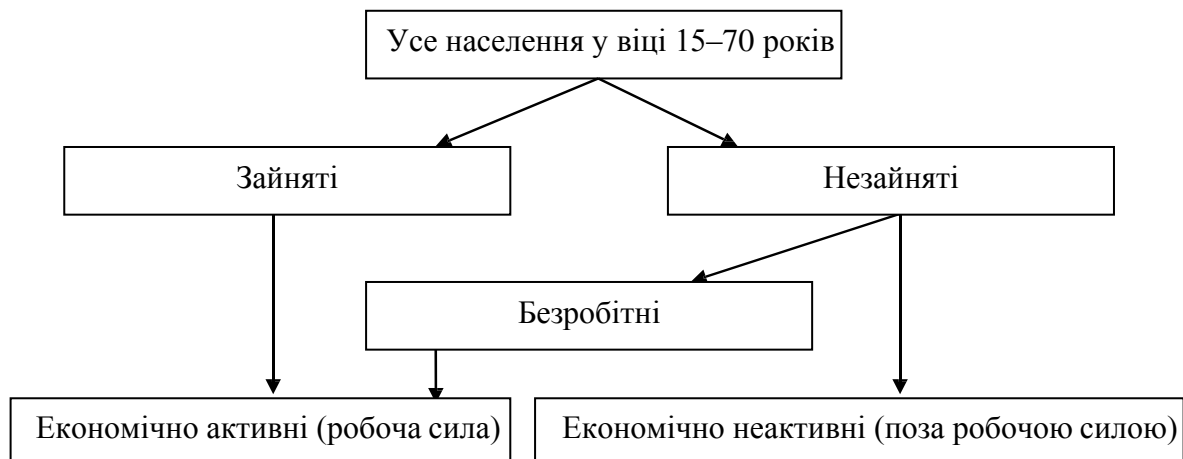 Усе населення у віці 15–70 років
Зайняті
Незайняті
Безробітні
Економічно активні (робоча сила)
Економічно неактивні (поза робочою силою)